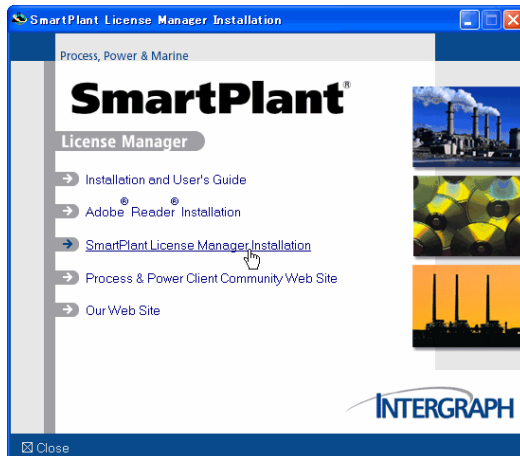 SmartPlant License Manager Installation
Process, Power & Marine
SmartPlant®
License Manager
Installation and User's Guide
Adobe® Reader® Installation
SmartPlant License Manager Installation
Process & Power Client Community Web Site
Our Web Site
INTERGRAPH
Close